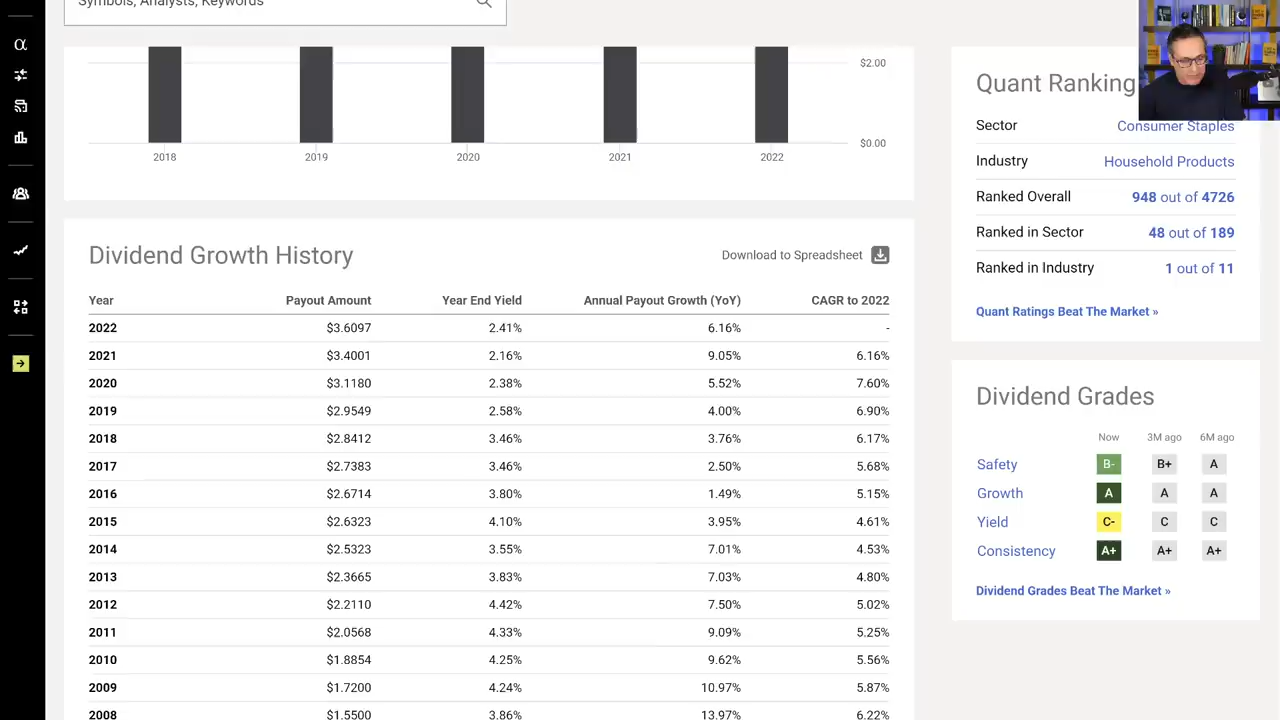 Symbols, Analysts, Keywords
$2.00
$0.00
2018 2019 2020 2021 2022
Dividend Growth History
Download to Spreadsheet
Year Payout Amount Year End Yield Annual Payout Growth (YoY) CAGR to 2022
2022 $3.6097 2.41% 6.16% -
2021 $3.4001 2.16% 9.05% 6.16%
2020 $3.1180 2.38% 5.52% 7.60%
2019 $2.9549 2.58% 4.00% 6.90%
2018 $2.8412 3.46% 3.76% 6.17%
2017 $2.7383 3.46% 2.50% 5.68%
2016 $2.6714 3.80% 1.49% 5.15%
2015 $2.6323 4.10% 3.95% 4.61%
2014 $2.5323 3.55% 7.01% 4.53%
2013 $2.3665 3.83% 7.03% 4.80%
2012 $2.2110 4.42% 7.50% 5.02%
2011 $2.0568 4.33% 9.09% 5.25%
2010 $1.8854 4.25% 9.62% 5.56%
2009 $1.7200 4.24% 10.97% 5.87%
2008 $1.5500 3.86% 13.97% 6.22%
Quant Ranking
Sector Consumer Staples
Industry Household Products
Ranked Overall 948 out of 4726
Ranked in Sector 48 out of 189
Ranked in Industry 1 out of 11
Quant Ratings Beat The Market »
Dividend Grades
Now 3M ago 6M ago
Safety B- B+ A
Growth A A A
Yield C- C C
Consistency A+ A+ A+
Dividend Grades Beat The Market »